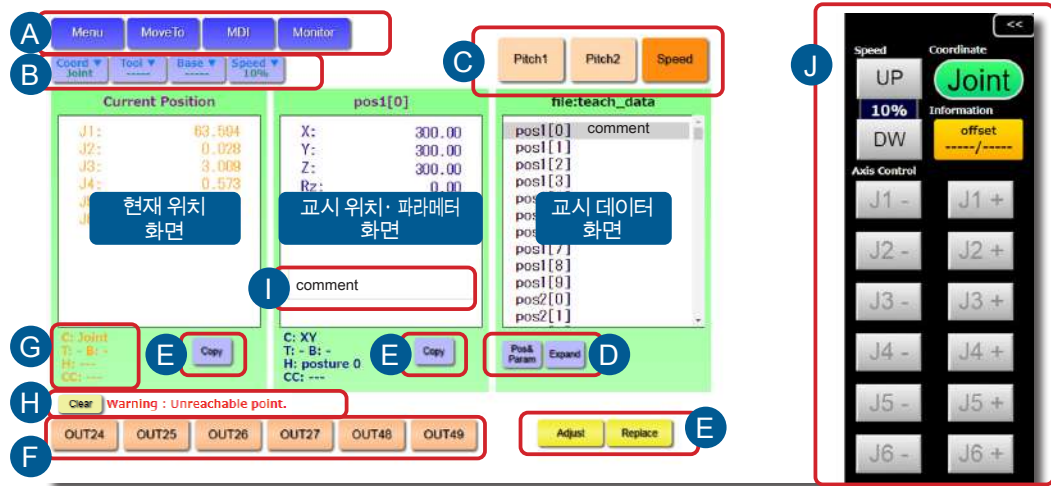 A
Menu
MoveTo
MDI
Monitor
B
Coord ▼
Joint
Tool ▼
-----
Base ▼
-----
Speed ▼
10%
C
Pitch1
Pitch2
Speed
Current Position
J1: 63.594
J2: 0.028
J3: 3.009
J4: 0.573
현재 위치
화면
pos1[0]
X: 300.00
Y: 300.00
Z: 300.00
Rz: 0.00
교시 위치· 파라메터
화면
I
comment
file:teach_data
pos1[0] comment
pos1[1]
pos1[2]
pos1[3]
교시 데이터
화면
pos1[7]
pos1[8]
pos1[9]
pos2[0]
pos2[1]
G
C: Joint
T: - B: -
H: ---
CC: ---
E
Copy
C: XY
T: - B: -
H: posture 0
CC: ---
E
Copy
Pos&
Param
Expand
D
H
Clear
Warning : Unreachable point.
F
OUT24
OUT25
OUT26
OUT27
OUT48
OUT49
Adjust
Replace
E
J
<<
Speed
Coordinate
UP
Joint
10%
Information
DW
offset
-----/-----
Axis Control
J1 -
J1 +
J2 -
J2 +
J3 -
J3 +
J4 -
J4 +
J5 -
J5 +
J6 -
J6 +